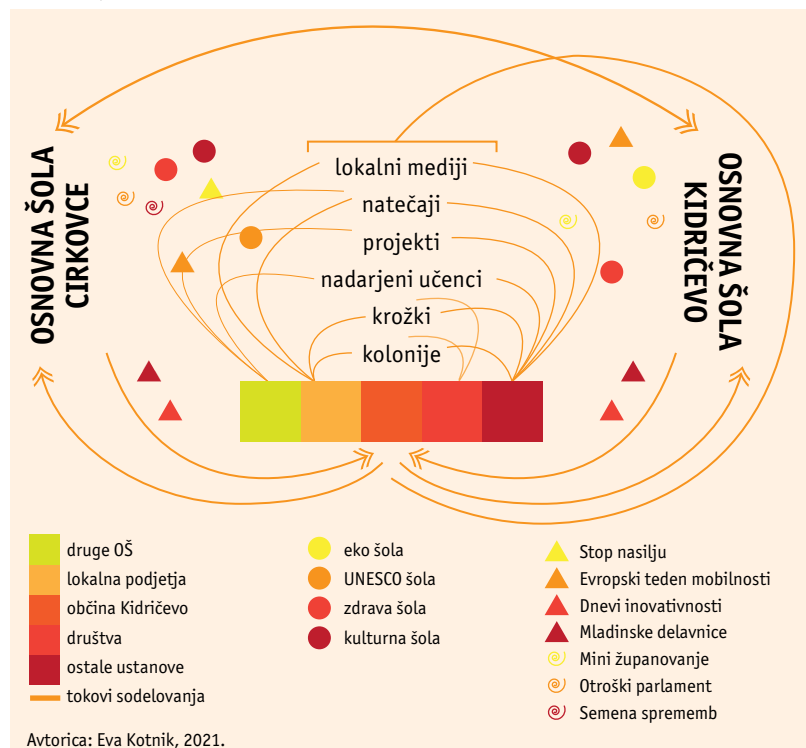 OSNOVNA ŠOLA
CIRKOVCE
lokalni mediji
natečaji
projekti
nadarjeni učenci
krožki
kolonije
OSNOVNA ŠOLA
KIDRIČEVO
druge OŠ
lokalna podjetja
občina Kidričevo
društva
ostale ustanove
tokovi sodelovanja
eko šola
UNESCO šola
zdrava šola
kulturna šola
Stop nasilju
Evropski teden mobilnosti
Dnevi inovativnosti
Mladinske delavnice
Mini županovanje
Otroški parlament
Semena sprememb
Avtorica: Eva Kotnik, 2021.